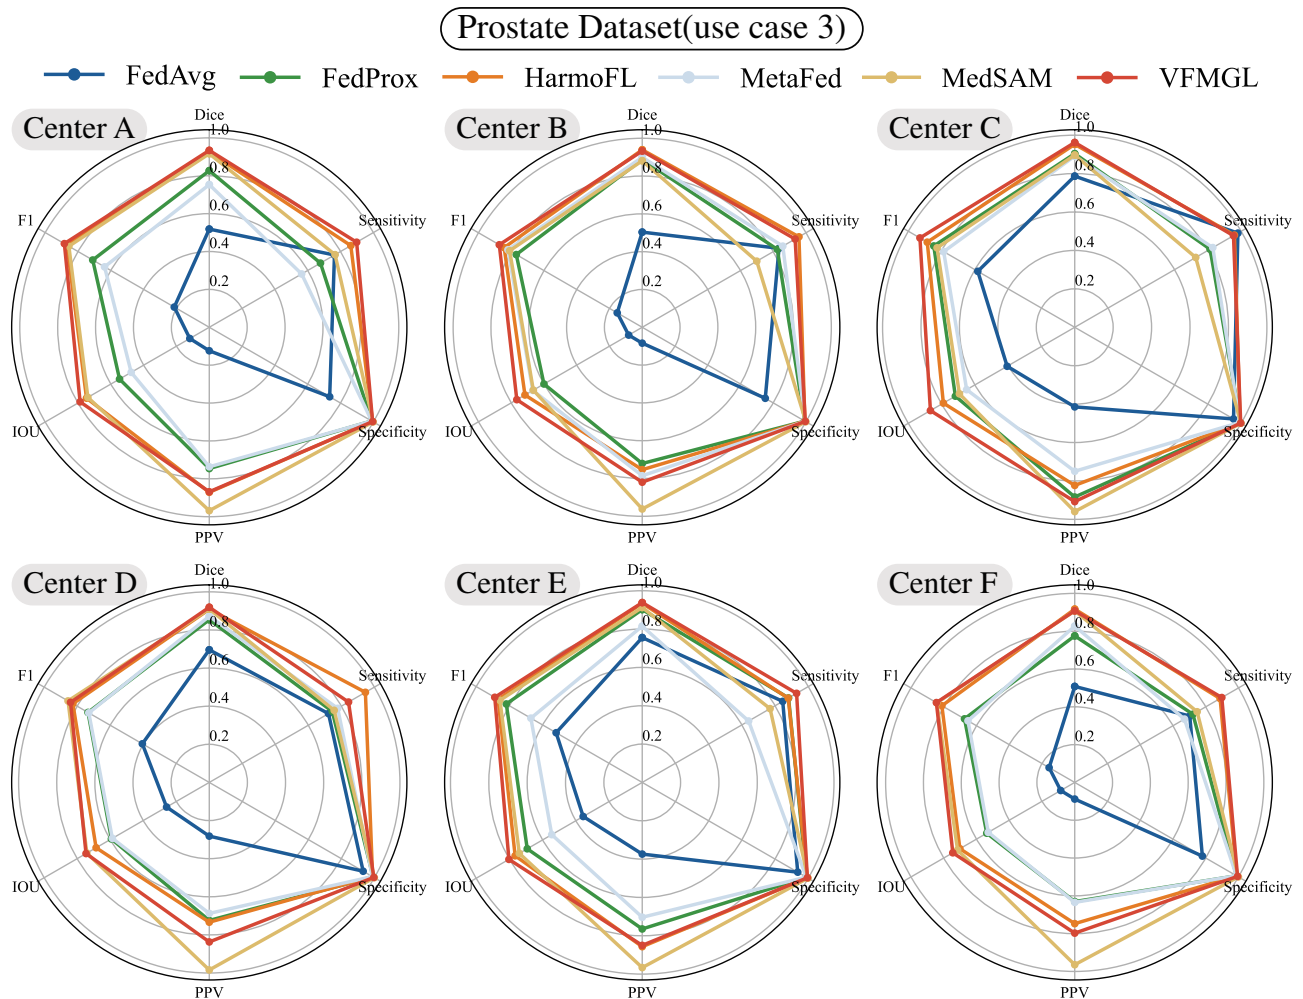 Prostate Dataset(use case 3)
FedAvg FedProx HarmoFL MetaFed MedSAM VFMGL
Center A
Dice
1.0
0.8
0.6
0.4
0.2
F1
Sensitivity
IOU
Specificity
PPV
Center B
Dice
1.0
0.8
0.6
0.4
0.2
F1
Sensitivity
IOU
Specificity
PPV
Center C
Dice
1.0
0.8
0.6
0.4
0.2
F1
Sensitivity
IOU
Specificity
PPV
Center D
Dice
1.0
0.8
0.6
0.4
0.2
F1
Sensitivity
IOU
Specificity
PPV
Center E
Dice
1.0
0.8
0.6
0.4
0.2
F1
Sensitivity
IOU
Specificity
PPV
Center F
Dice
1.0
0.8
0.6
0.4
0.2
F1
Sensitivity
IOU
Specificity
PPV